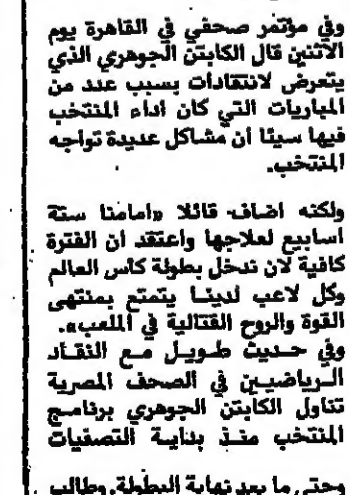 وفي مؤتمر صحفي في القاهرة يوم
الاثنين قال الكابتن الجوهري الذي
يتعرض لانتقادات بسبب عدد من
المباريات التي كان اداء المنتخب
فيها سيئا أن مشاكل عديدة تواجه
المنتخب.
ولكنه اضاف قائلا «امامنا ستة
اسابيع لعلاجها واعتقد ان الفترة
كافية لان ندخل بطولة كأس العالم
وكل لاعب لدينا يتمتع بمنتهى
القوة والروح القتالية في الملعب».
وفي حديث طويل مع النقاد
الرياضيين في الصحف المصرية
تناول الكابتن الجوهري برنامج
المنتخب منذ بداية التصفيات
وحتى ما بعد نهاية البطولة. وطالب